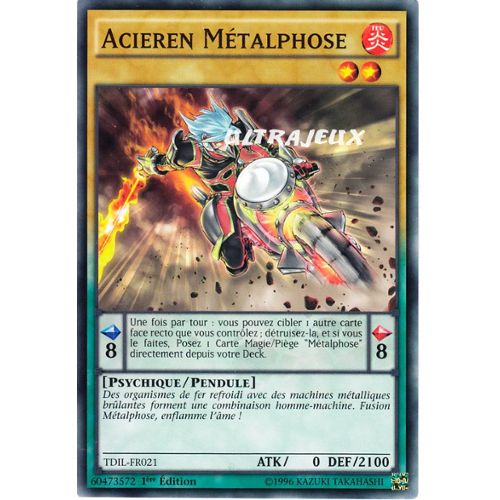 ACIEREN MÉTALPHOSE
FEU
炎
ULTRAJEUX
Une fois par tour : vous pouvez cibler 1 autre carte
face recto que vous contrôlez ; détruisez-la, et si vous
le faites, Posez 1 Carte Magie/Piège "Métalphose"
directement depuis votre Deck.
8
8
[PSYCHIQUE/PENDULE]
Des organismes de fer refroidi avec des machines métalliques
brûlantes forment une combinaison homme-machine. Fusion
Métalphose, enflamme l'âme !
TDIL-FR021
ATK/ 0 DEF/2100
60473572 1ère Édition
©1996 KAZUKI TAKAHASHI